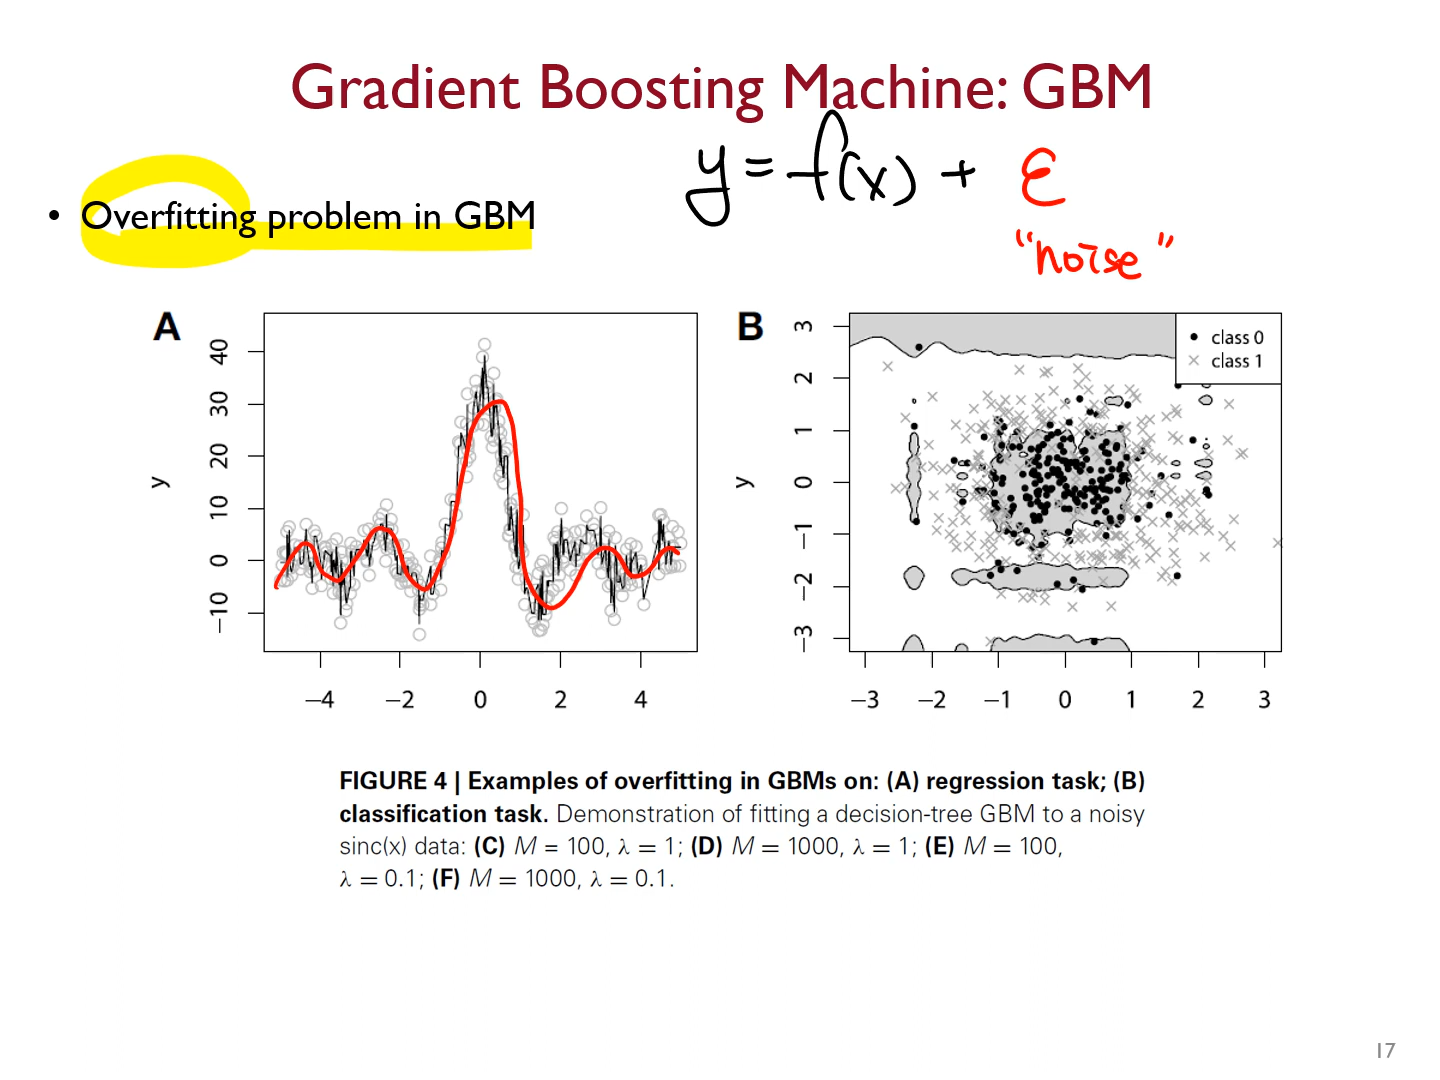 Gradient Boosting Machine: GBM
y = f(x) + ε
"noise"
• Overfitting problem in GBM
A
40
30
20
10
0
−10
y
−4 −2 0 2 4
B
3
2
1
0
−1
−2
−3
y
class 0
class 1
−3 −2 −1 0 1 2 3
FIGURE 4 | Examples of overfitting in GBMs on: (A) regression task; (B)
classification task. Demonstration of fitting a decision-tree GBM to a noisy
sinc(x) data: (C) M = 100, λ = 1; (D) M = 1000, λ = 1; (E) M = 100,
λ = 0.1; (F) M = 1000, λ = 0.1.
17